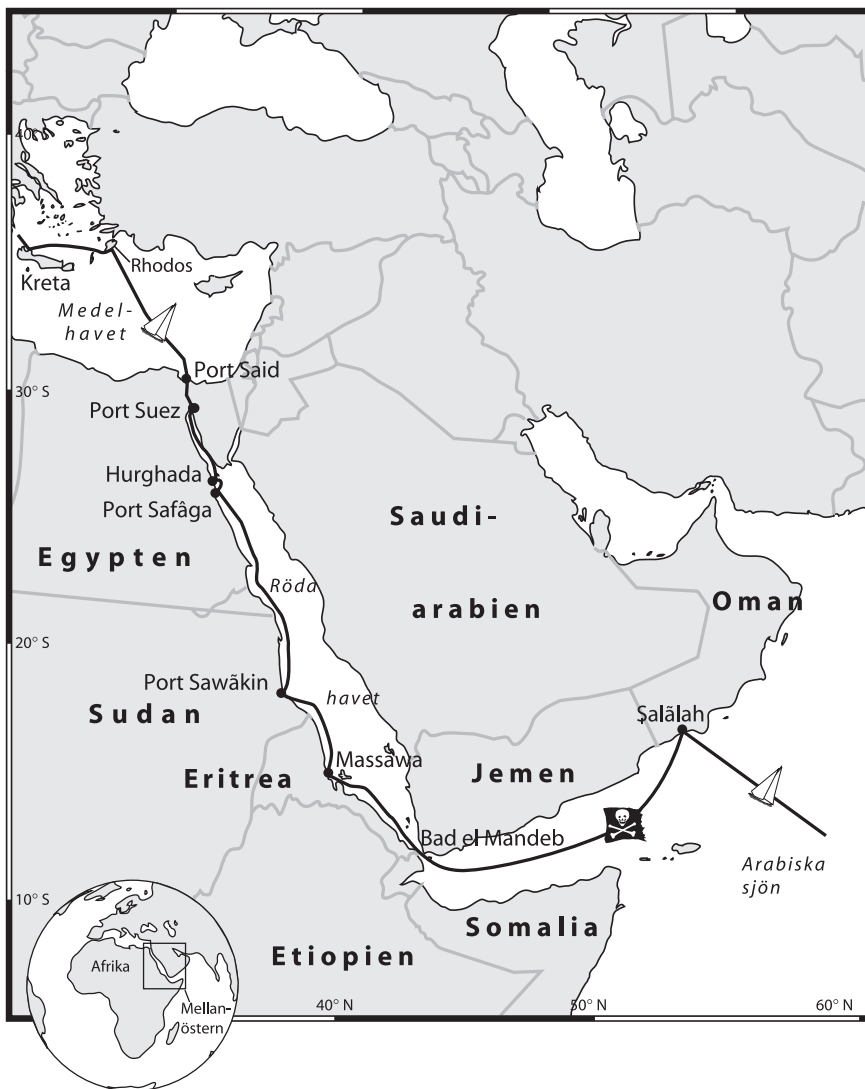 40°
Rhodos
Kreta
Medel-
havet
Port Said
30° S
Port Suez
Hurghada
Port Safâga
Saudi-
Egypten
Röda
arabien
Oman
20° S
Port Sawãkin
havet
Şalãlah
Sudan
Massawa
Eritrea
Jemen
Bad el Mandeb
Arabiska
sjön
10° S
Somalia
Etiopien
Afrika
Mellan-
östern
40° N
50° N
60° N